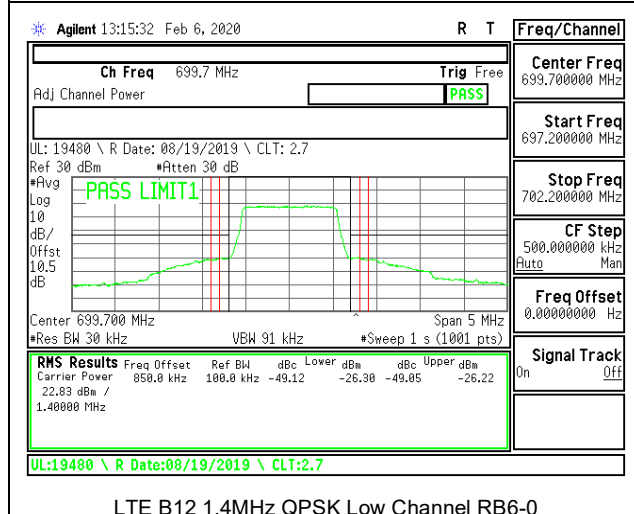 Agilent 13:15:32 Feb 6, 2020 R T
Ch Freq 699.7 MHz Trig Free
Adj Channel Power PASS
UL: 19480 \ R Date: 08/19/2019 \ CLT: 2.7
Ref 30 dBm #Atten 30 dB
#Avg
Log
10
dB/
Offst
10.5
dB
PASS LIMIT1
Center 699.700 MHz Span 5 MHz
#Res BW 30 kHz VBW 91 kHz #Sweep 1 s (1001 pts)
RMS Results Freq Offset Ref BW dBc Lower dBm dBc Upper dBm
Carrier Power 850.0 kHz 100.0 kHz -49.12 -26.30 -49.05 -26.22
22.83 dBm /
1.40000 MHz
UL:19480 \ R Date:08/19/2019 \ CLT:2.7
Freq/Channel
Center Freq
699.700000 MHz
Start Freq
697.200000 MHz
Stop Freq
702.200000 MHz
CF Step
500.000000 kHz
Auto Man
Freq Offset
0.00000000 Hz
Signal Track
On Off
LTE B12 1.4MHz QPSK Low Channel RB6-0